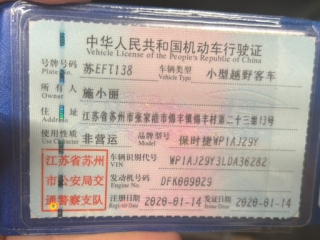 中华人民共和国机动车行驶证
Vehicle License of the People's Republic of China
号牌号码 苏EFT138 车辆类型 小型越野客车
Plate No. Vehicle Type
所有人 施小丽
Owner
住址 江苏省苏州市张家港市锦丰镇锦丰村第二十三组13号
Address
使用性质 非营运 品牌型号 保时捷WP1AJ29Y
Use Character Model
江苏省苏州
市公安局交
通警察支队
车辆识别代号 WP1AJ29Y3LDA36282
VIN
发动机号码 DFK009029
Engine No.
注册日期 2020-01-14 发证日期 2020-01-14
Register Date Issue Date